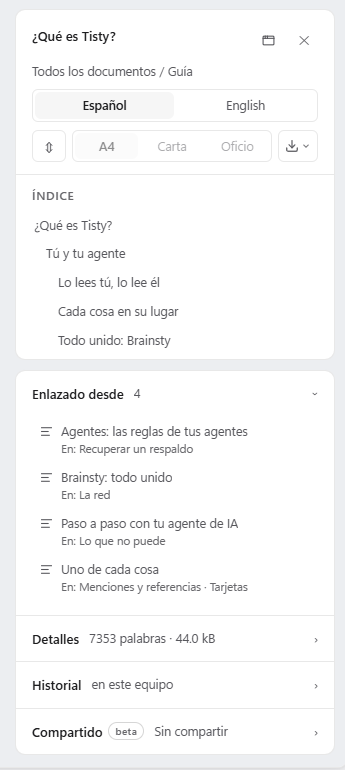 ¿Qué es Tisty?
Todos los documentos / Guía
Español English
A4 Carta Oficio
ÍNDICE
¿Qué es Tisty?
Tú y tu agente
Lo lees tú, lo lee él
Cada cosa en su lugar
Todo unido: Brainsty
Enlazado desde 4
Agentes: las reglas de tus agentes
En: Recuperar un respaldo
Brainsty: todo unido
En: La red
Paso a paso con tu agente de IA
En: Lo que no puede
Uno de cada cosa
En: Menciones y referencias · Tarjetas
Detalles 7353 palabras · 44.0 kB
Historial en este equipo
Compartido beta Sin compartir